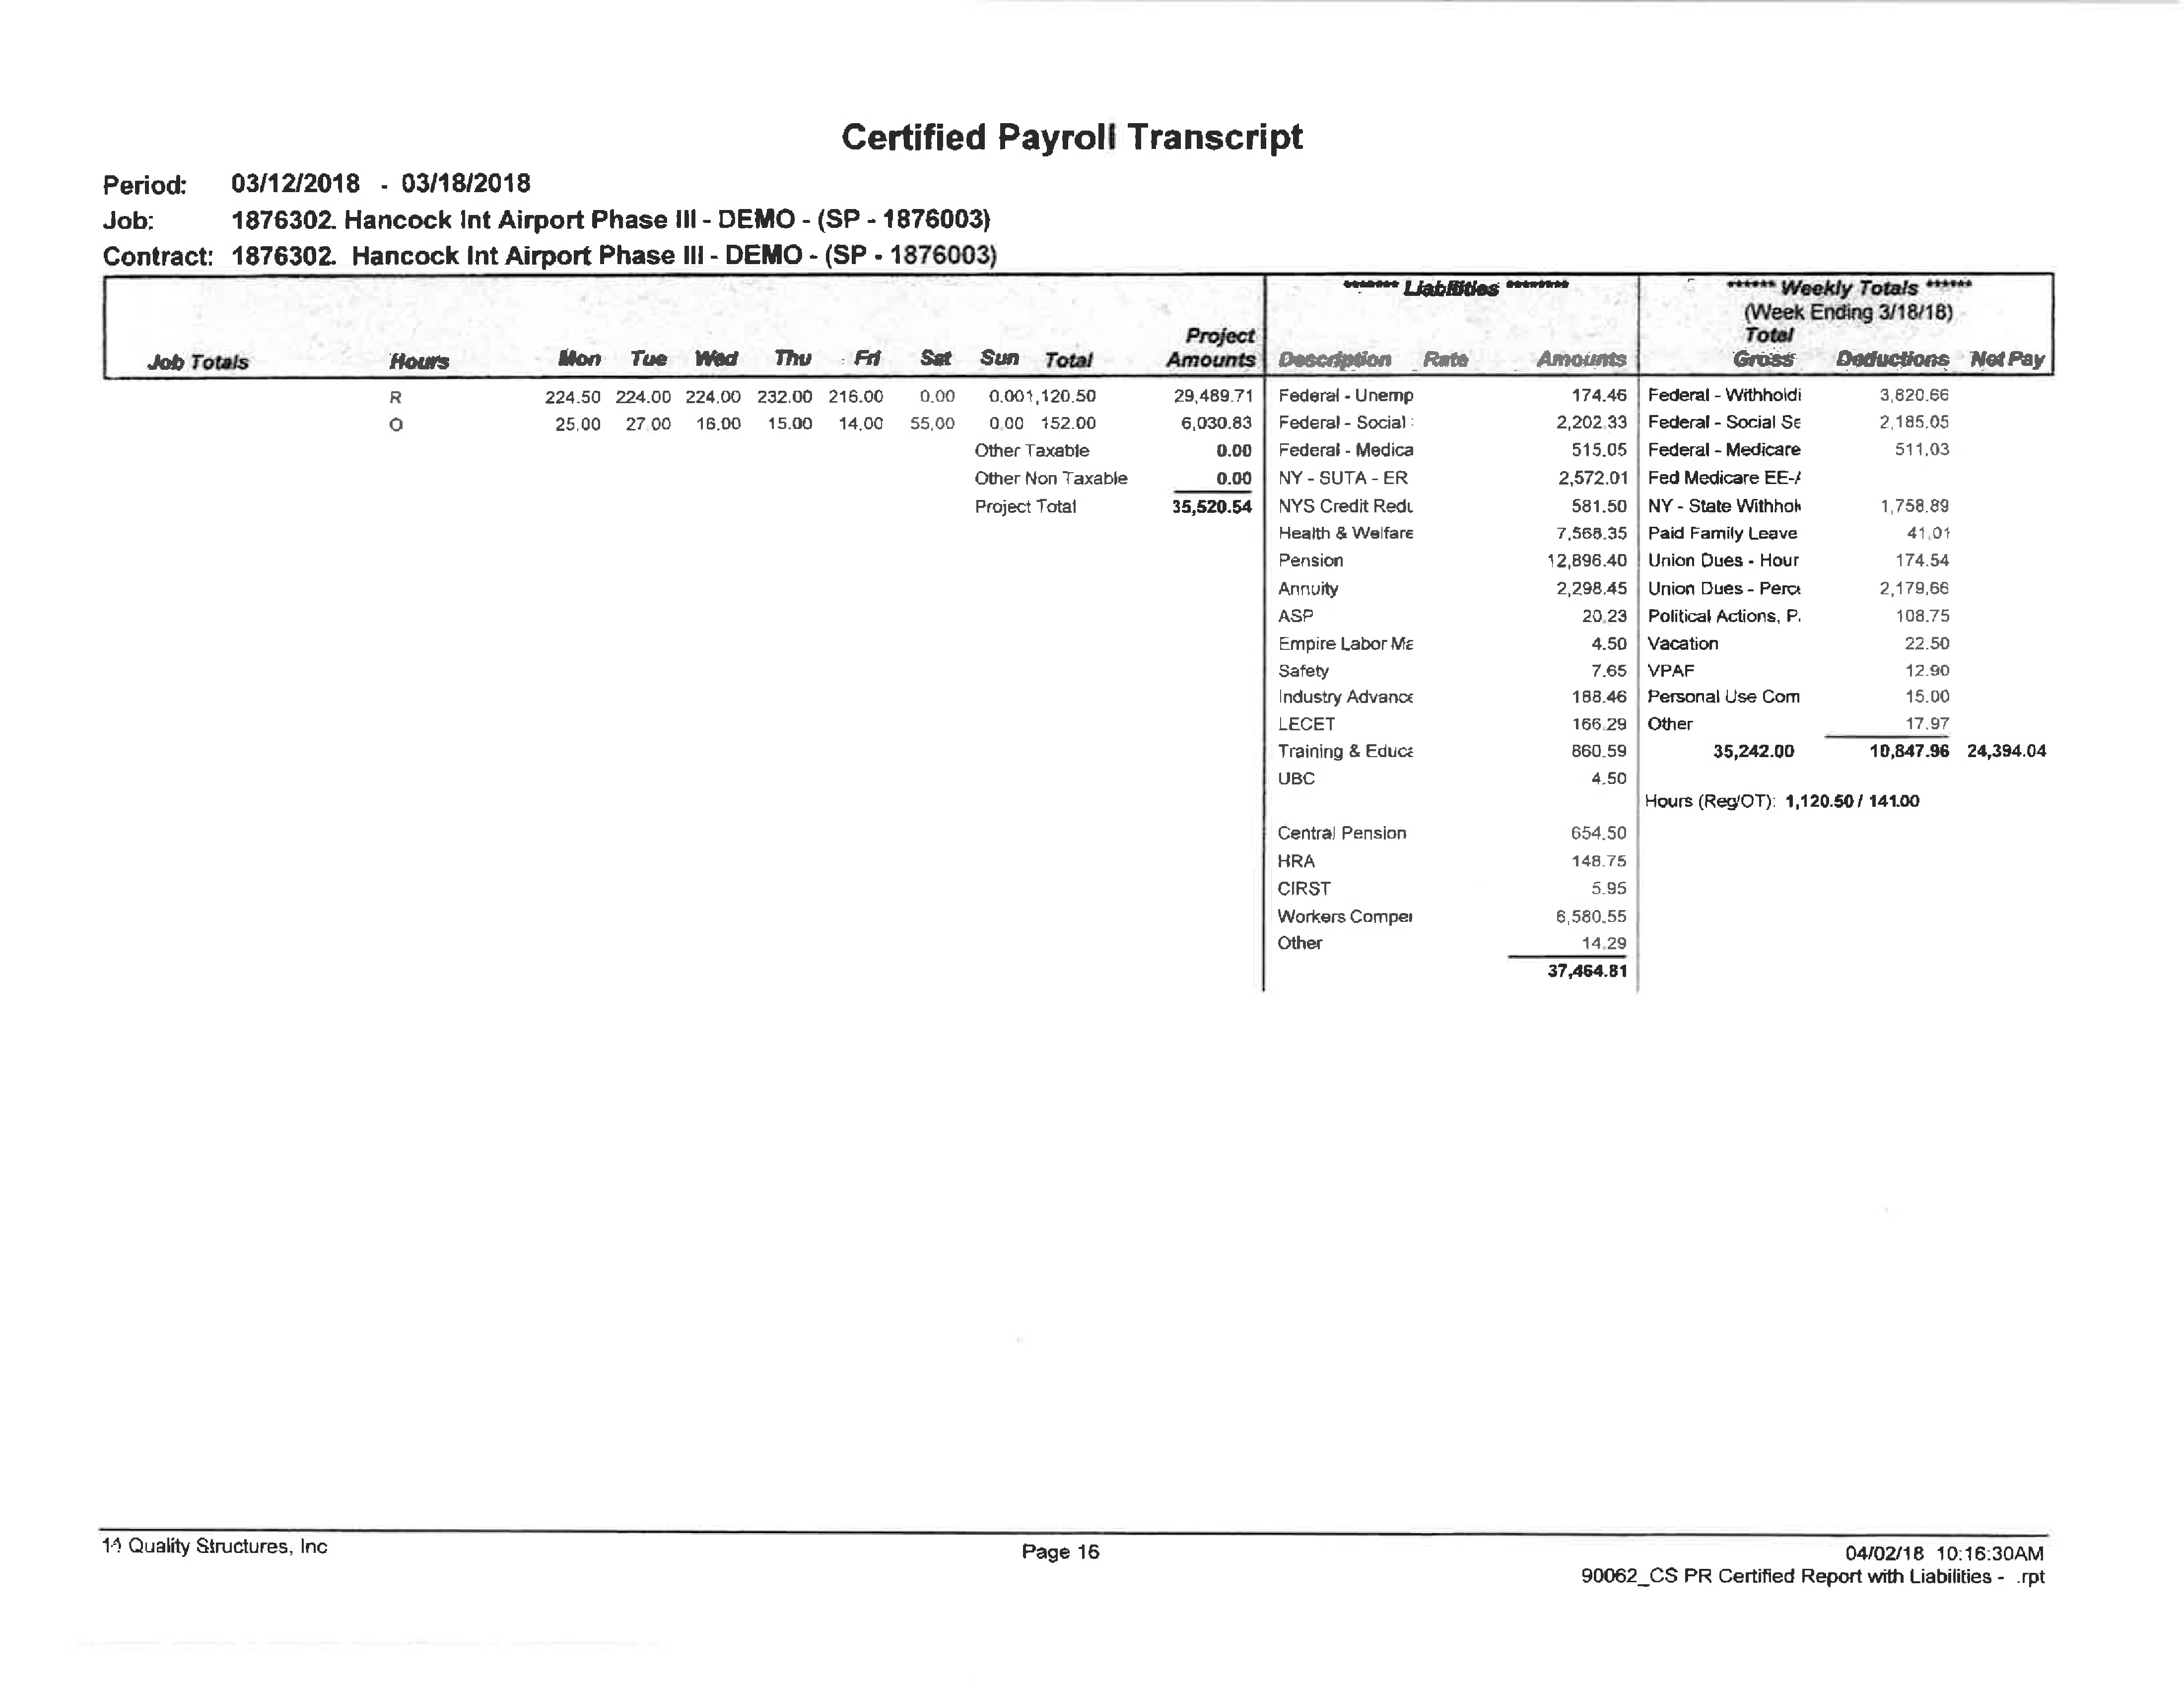 Certified Payroll Transcript
Period: 03/12/2018 - 03/18/2018
Job: 1876302. Hancock Int Airport Phase III - DEMO - (SP - 1876003)
Contract: 1876302. Hancock Int Airport Phase III - DEMO - (SP - 1876003)
******* Liabilities ******** ****** Weekly Totals ******
(Week Ending 3/18/18)
Project Total
Job Totals Hours Mon Tue Wed Thu Fri Sat Sun Total Amounts Description Rate Amounts Gross Deductions Net Pay
R 224.50 224.00 224.00 232.00 216.00 0.00 0.00 1,120.50 29,489.71 Federal - Unemp 174.46 Federal - Withholdi 3,820.66
O 25.00 27.00 16.00 15.00 14.00 55.00 0.00 152.00 6,030.83 Federal - Social 2,202.33 Federal - Social Se 2,185.05
Other Taxable 0.00 Federal - Medica 515.05 Federal - Medicare 511.03
Other Non Taxable 0.00 NY - SUTA - ER 2,572.01 Fed Medicare EE-A
Project Total 35,520.54 NYS Credit Redu 581.50 NY - State Withhol 1,758.89
Health & Welfare 7,568.35 Paid Family Leave 41.01
Pension 12,896.40 Union Dues - Hour 174.54
Annuity 2,298.45 Union Dues - Perce 2,179.66
ASP 20.23 Political Actions, P. 108.75
Empire Labor Ma 4.50 Vacation 22.50
Safety 7.65 VPAF 12.90
Industry Advance 188.46 Personal Use Com 15.00
LECET 166.29 Other 17.97
Training & Educa 860.59 35,242.00 10,847.96 24,394.04
UBC 4.50
Hours (Reg/OT): 1,120.50 / 141.00
Central Pension 654.50
HRA 148.75
CIRST 5.95
Workers Compe 6,580.55
Other 14.29
37,464.81
Quality Structures, Inc Page 16 04/02/18 10:16:30AM
90062_CS PR Certified Report with Liabilities - .rpt